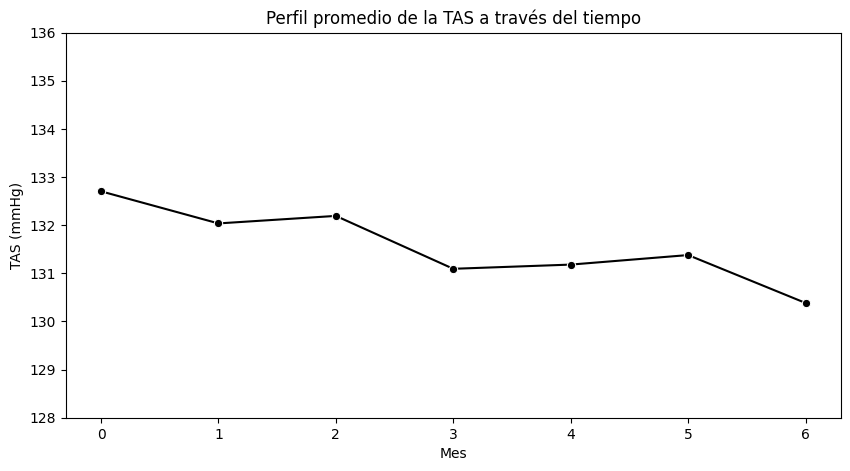 Perfil promedio de la TAS a través del tiempo
136
135
134
133
132
131
130
129
128
TAS (mmHg)
0 1 2 3 4 5 6
Mes